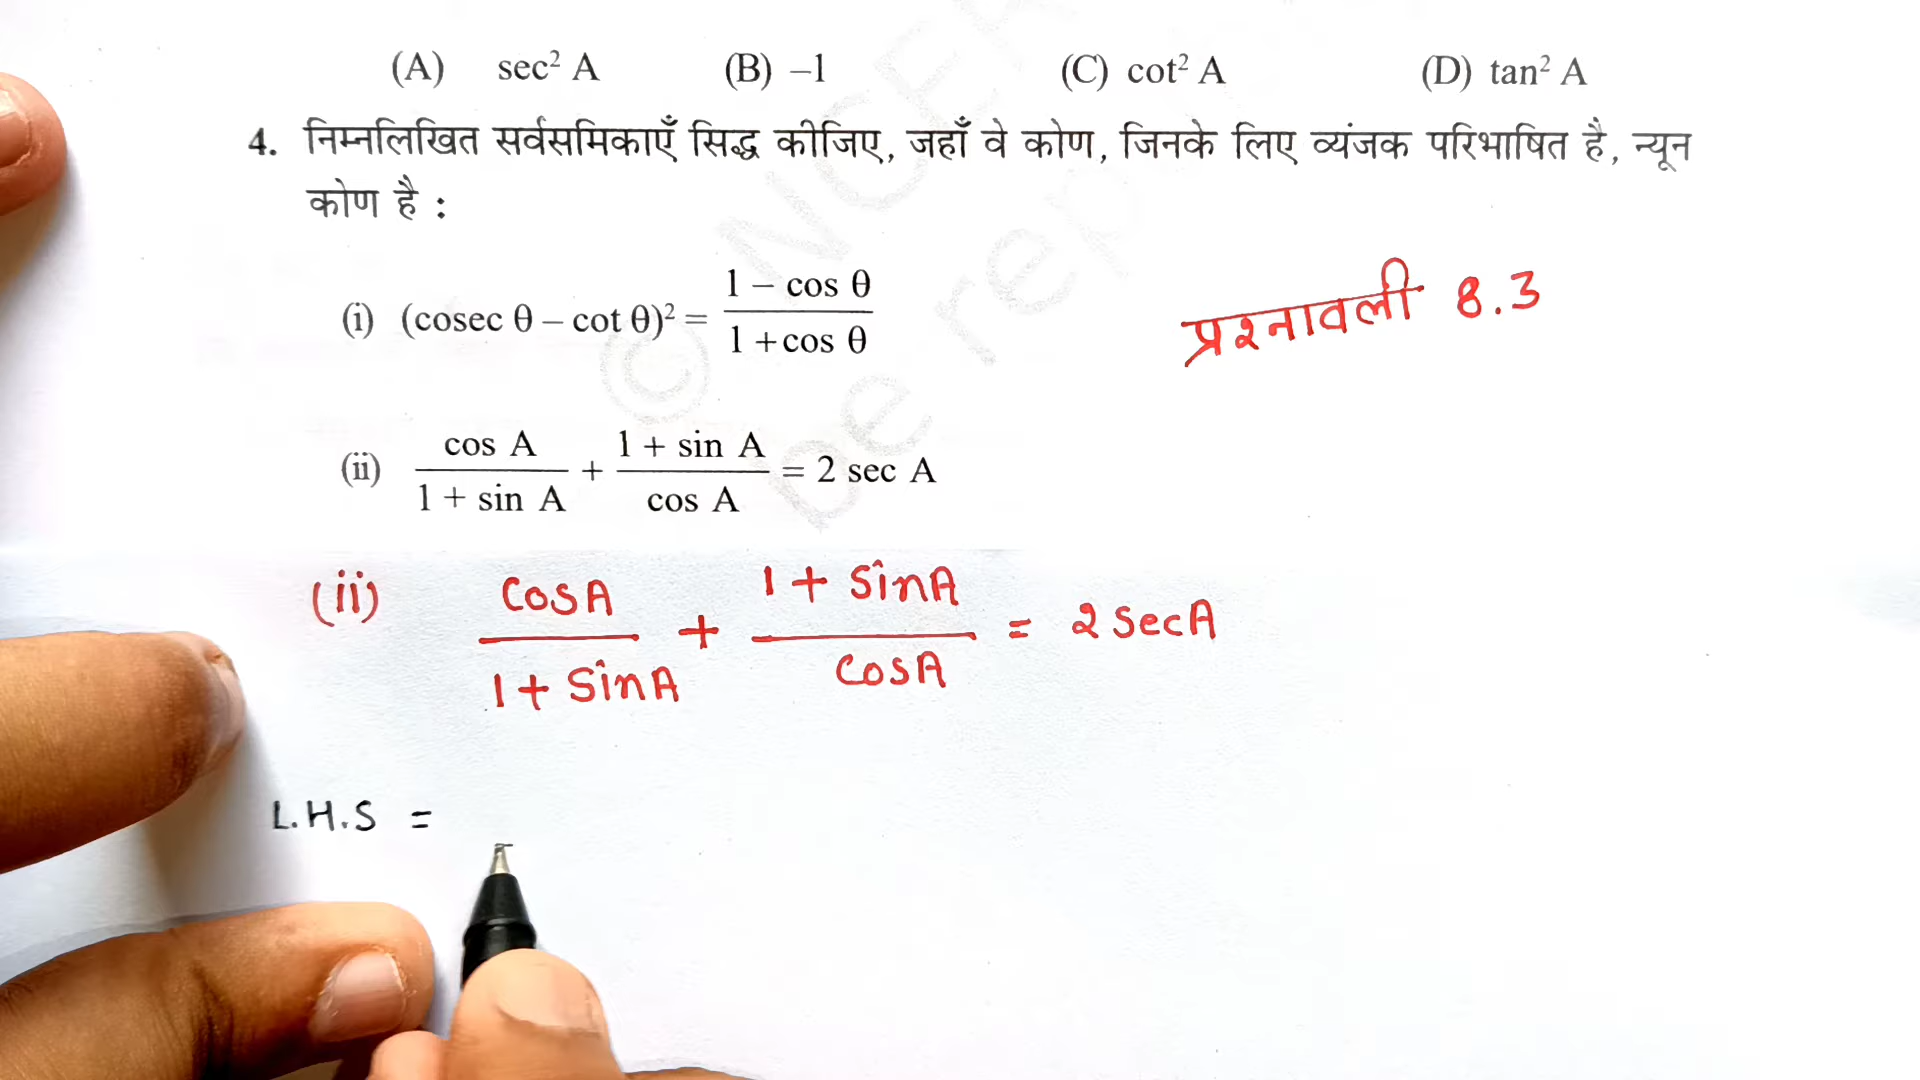 (A) sec² A (B) –1 (C) cot² A (D) tan² A
4. निम्नलिखित सर्वसमिकाएँ सिद्ध कीजिए, जहाँ वे कोण, जिनके लिए व्यंजक परिभाषित है, न्यून
कोण है :
(i) (cosec θ – cot θ)² = (1 – cos θ)/(1 + cos θ)
प्रश्नावली 8.3
(ii) cos A/(1 + sin A) + (1 + sin A)/cos A = 2 sec A
(ii) CosA/(1 + SinA) + (1 + SinA)/CosA = 2 SecA
L.H.S =